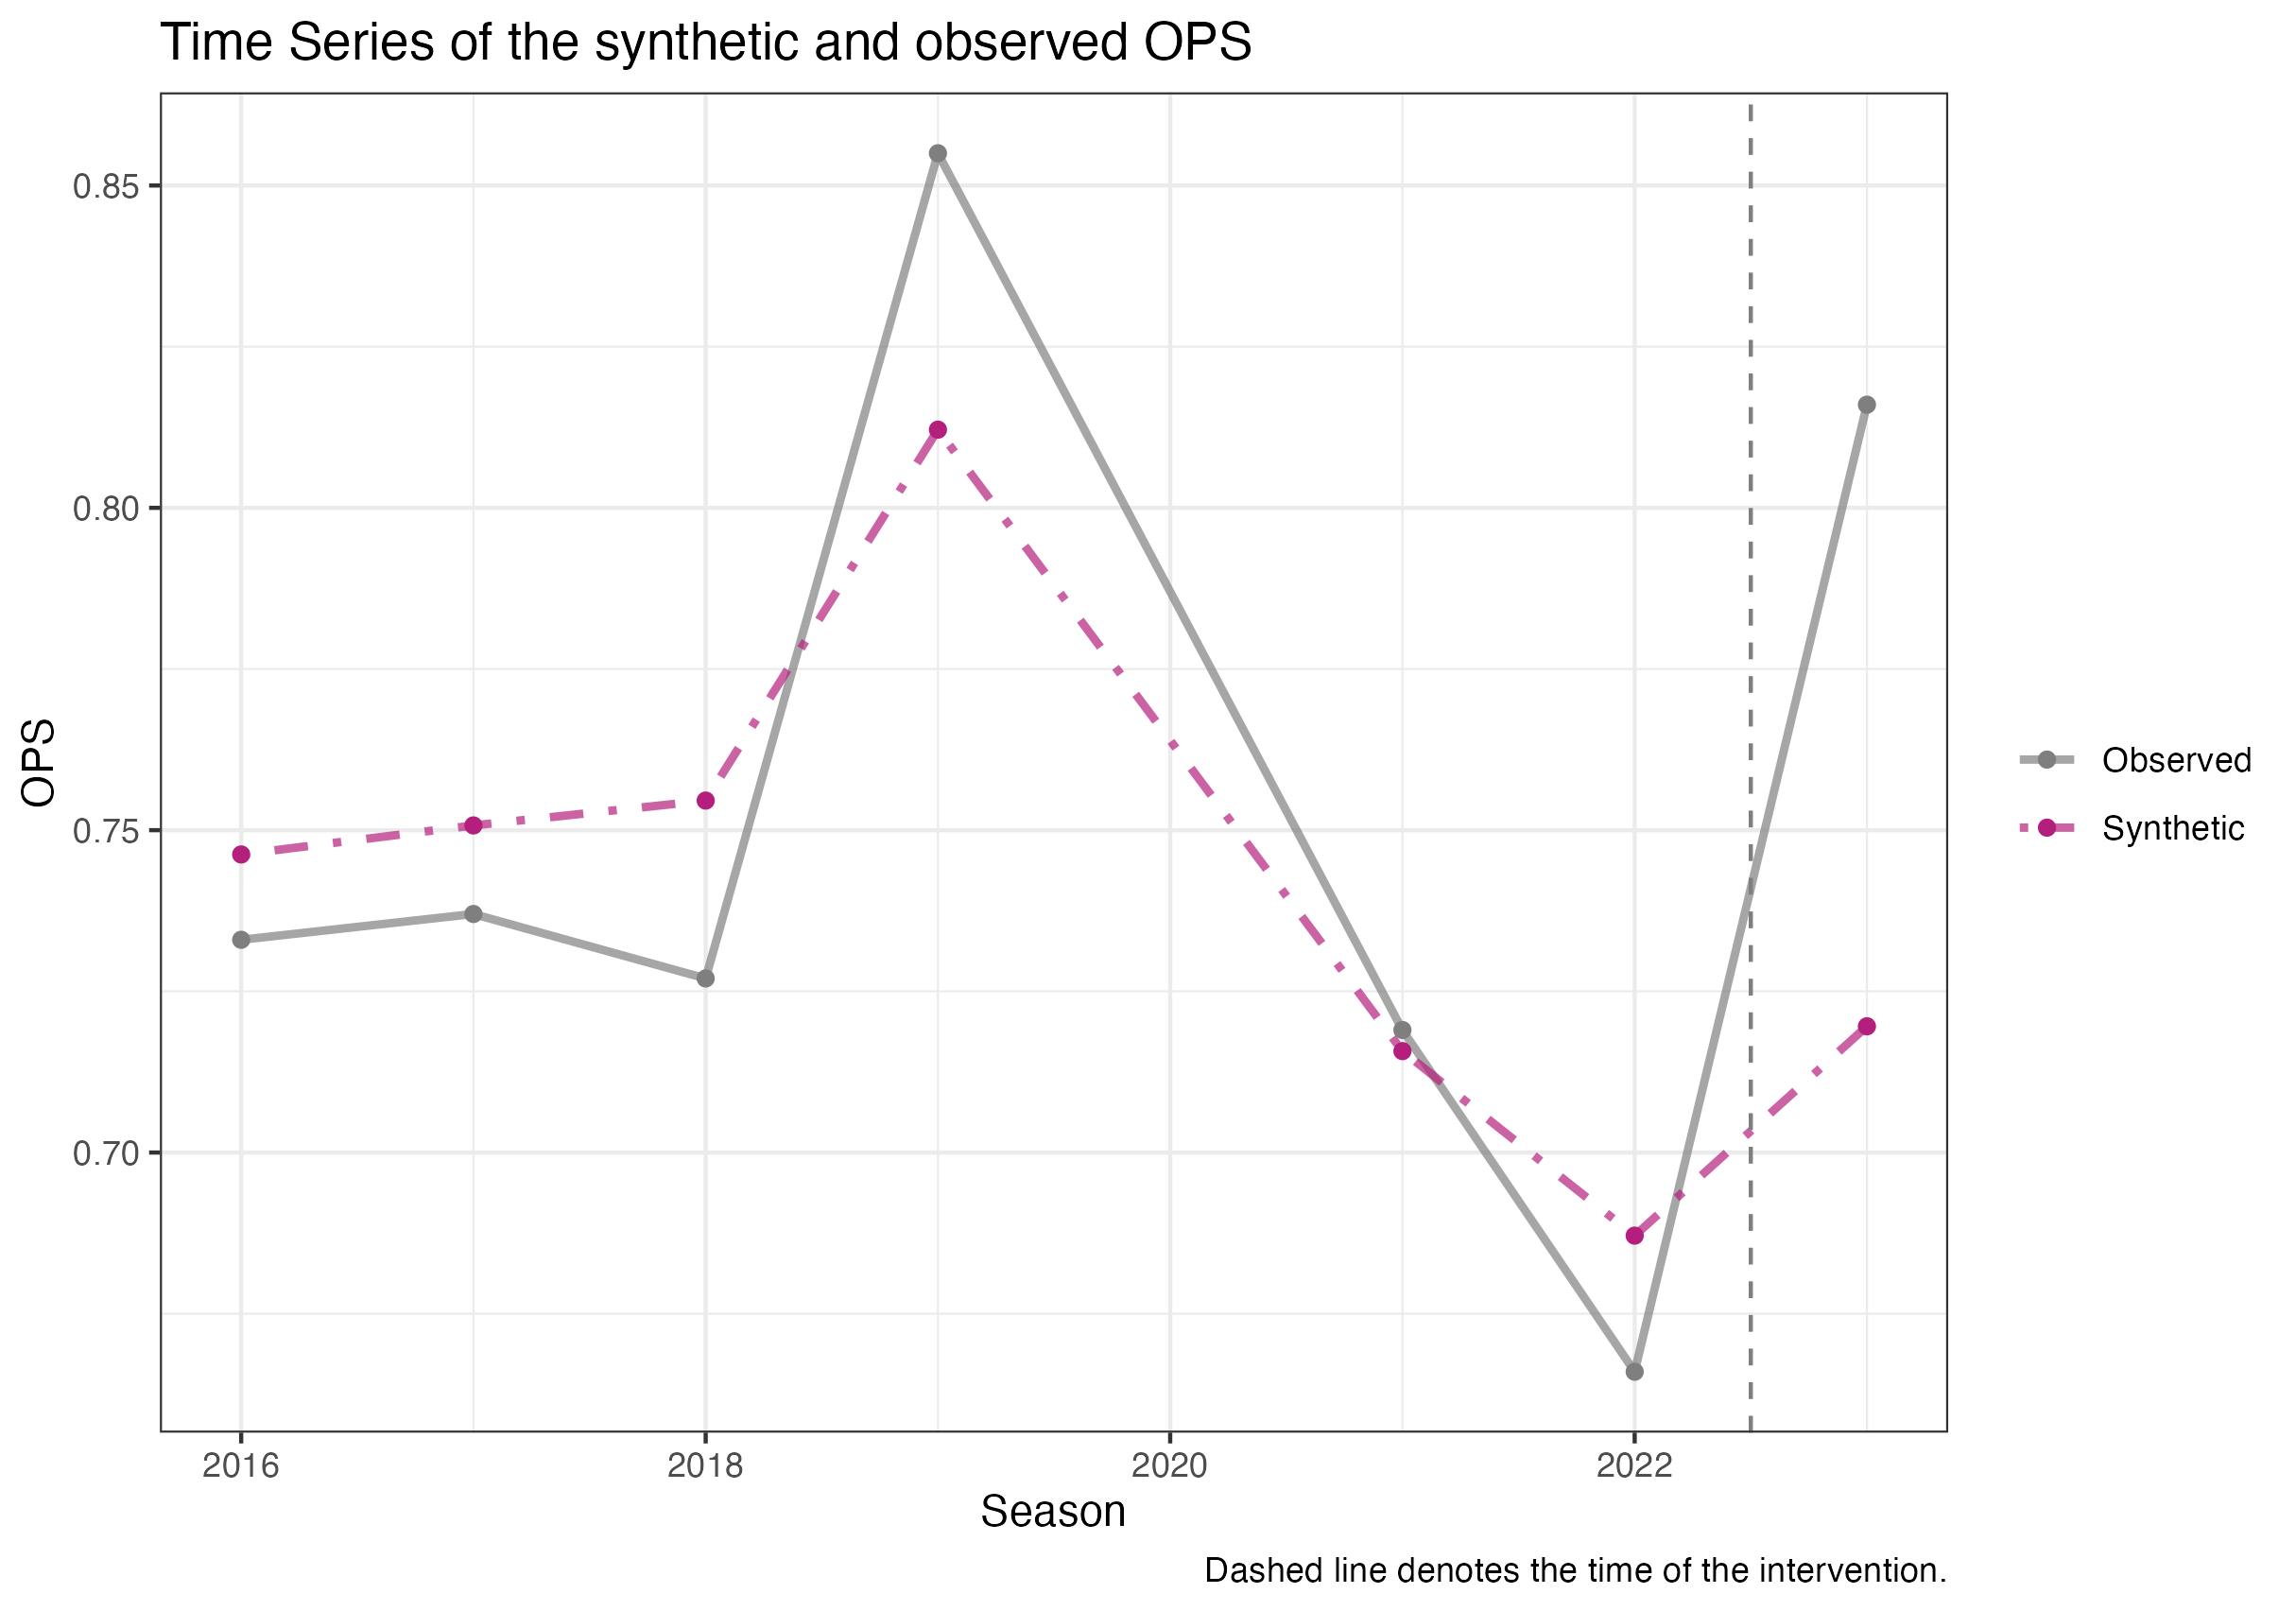 Time Series of the synthetic and observed OPS
OPS
0.85
0.80
0.75
0.70
2016 2018 2020 2022
Season
Observed
Synthetic
Dashed line denotes the time of the intervention.